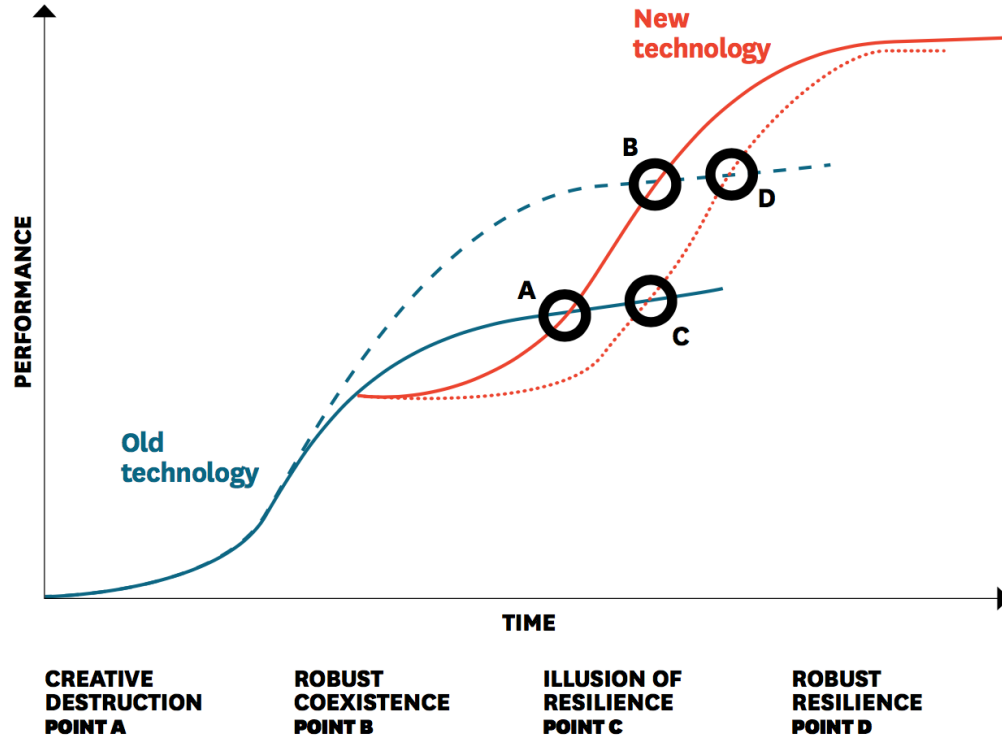 New
technology
B
D
A
C
PERFORMANCE
Old
technology
TIME
CREATIVE
DESTRUCTION
POINT A
ROBUST
COEXISTENCE
POINT B
ILLUSION OF
RESILIENCE
POINT C
ROBUST
RESILIENCE
POINT D